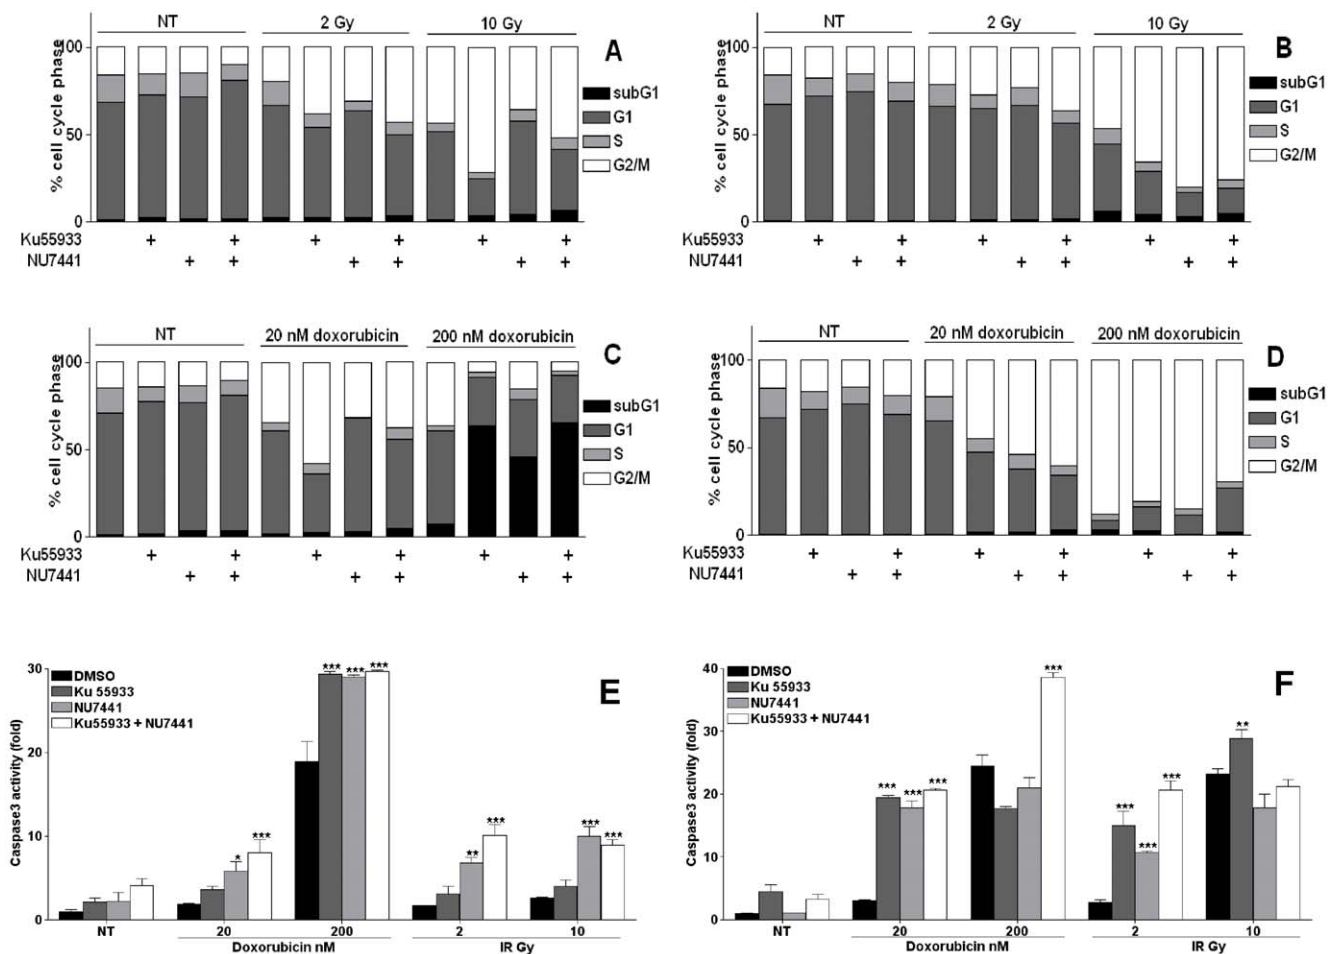 NT 2 Gy 10 Gy
A
% cell cycle phase
100
50
0
subG1
G1
S
G2/M
Ku55933 + + + + + +
NU7441 + + + + + +
NT 2 Gy 10 Gy
B
% cell cycle phase
100
50
0
subG1
G1
S
G2/M
Ku55933 + + + + + +
NU7441 + + + + + +
NT 20 nM doxorubicin 200 nM doxorubicin
C
% cell cycle phase
100
50
0
subG1
G1
S
G2/M
Ku55933 + + + + + +
NU7441 + + + + + +
NT 20 nM doxorubicin 200 nM doxorubicin
D
% cell cycle phase
100
50
0
subG1
G1
S
G2/M
Ku55933 + + + + + +
NU7441 + + + + + +
E
Caspase3 activity (fold)
30
20
10
0
DMSO
Ku 55933
NU7441
Ku55933 + NU7441
* *** *** *** *** ** *** *** ***
NT 20 200 2 10
Doxorubicin nM IR Gy
F
Caspase3 activity (fold)
40
30
20
10
0
DMSO
Ku 55933
NU7441
Ku55933 + NU7441
*** *** *** *** *** *** *** **
NT 20 200 2 10
Doxorubicin nM IR Gy